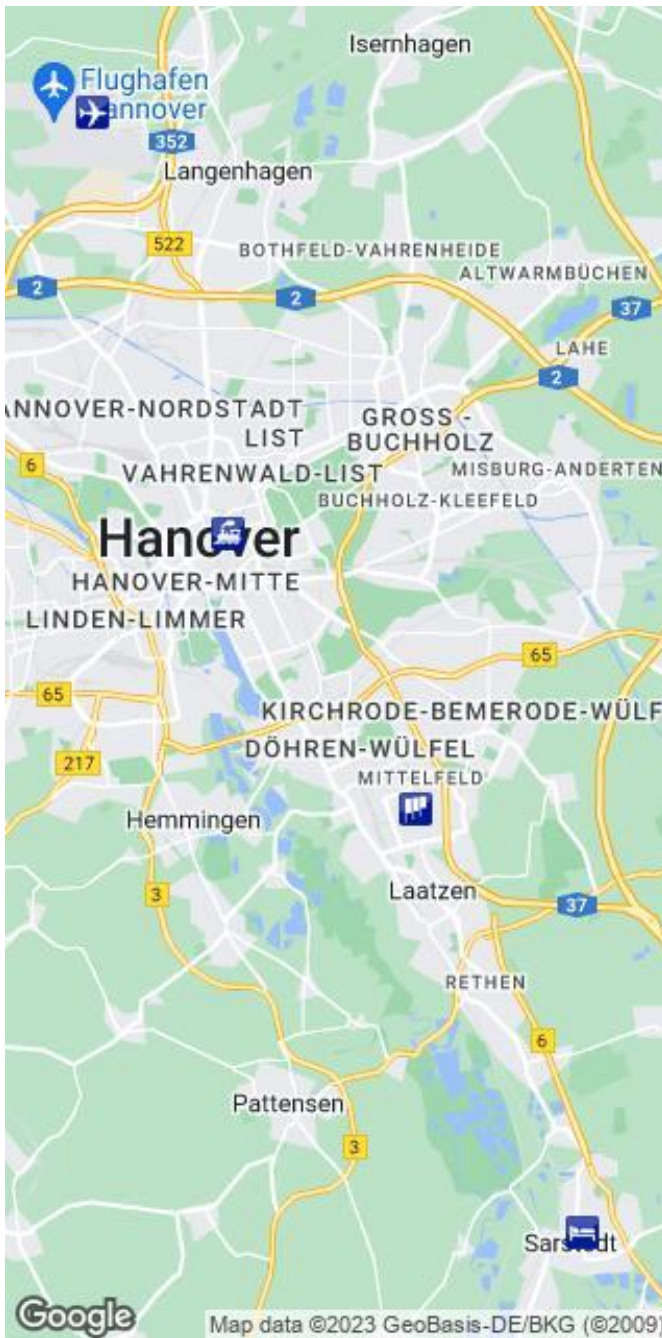 Isernhagen
Flughafen
annover
352
Langenhagen
522
BOTHFELD-VAHRENHEIDE
ALTWARMBÜCHEN
2
2
37
LAHE
2
ANNOVER-NORDSTADT
LIST
GROSS -
BUCHHOLZ
6
VAHRENWALD-LIST
MISBURG-ANDERTEN
BUCHHOLZ-KLEEFELD
Hanover
HANOVER-MITTE
LINDEN-LIMMER
65
65
KIRCHRODE-BEMERODE-WÜLF
DÖHREN-WÜLFEL
217
MITTELFELD
Hemmingen
Laatzen
3
37
RETHEN
6
Pattensen
3
Sarstedt
Google
Map data ©2023 GeoBasis-DE/BKG (©2009)